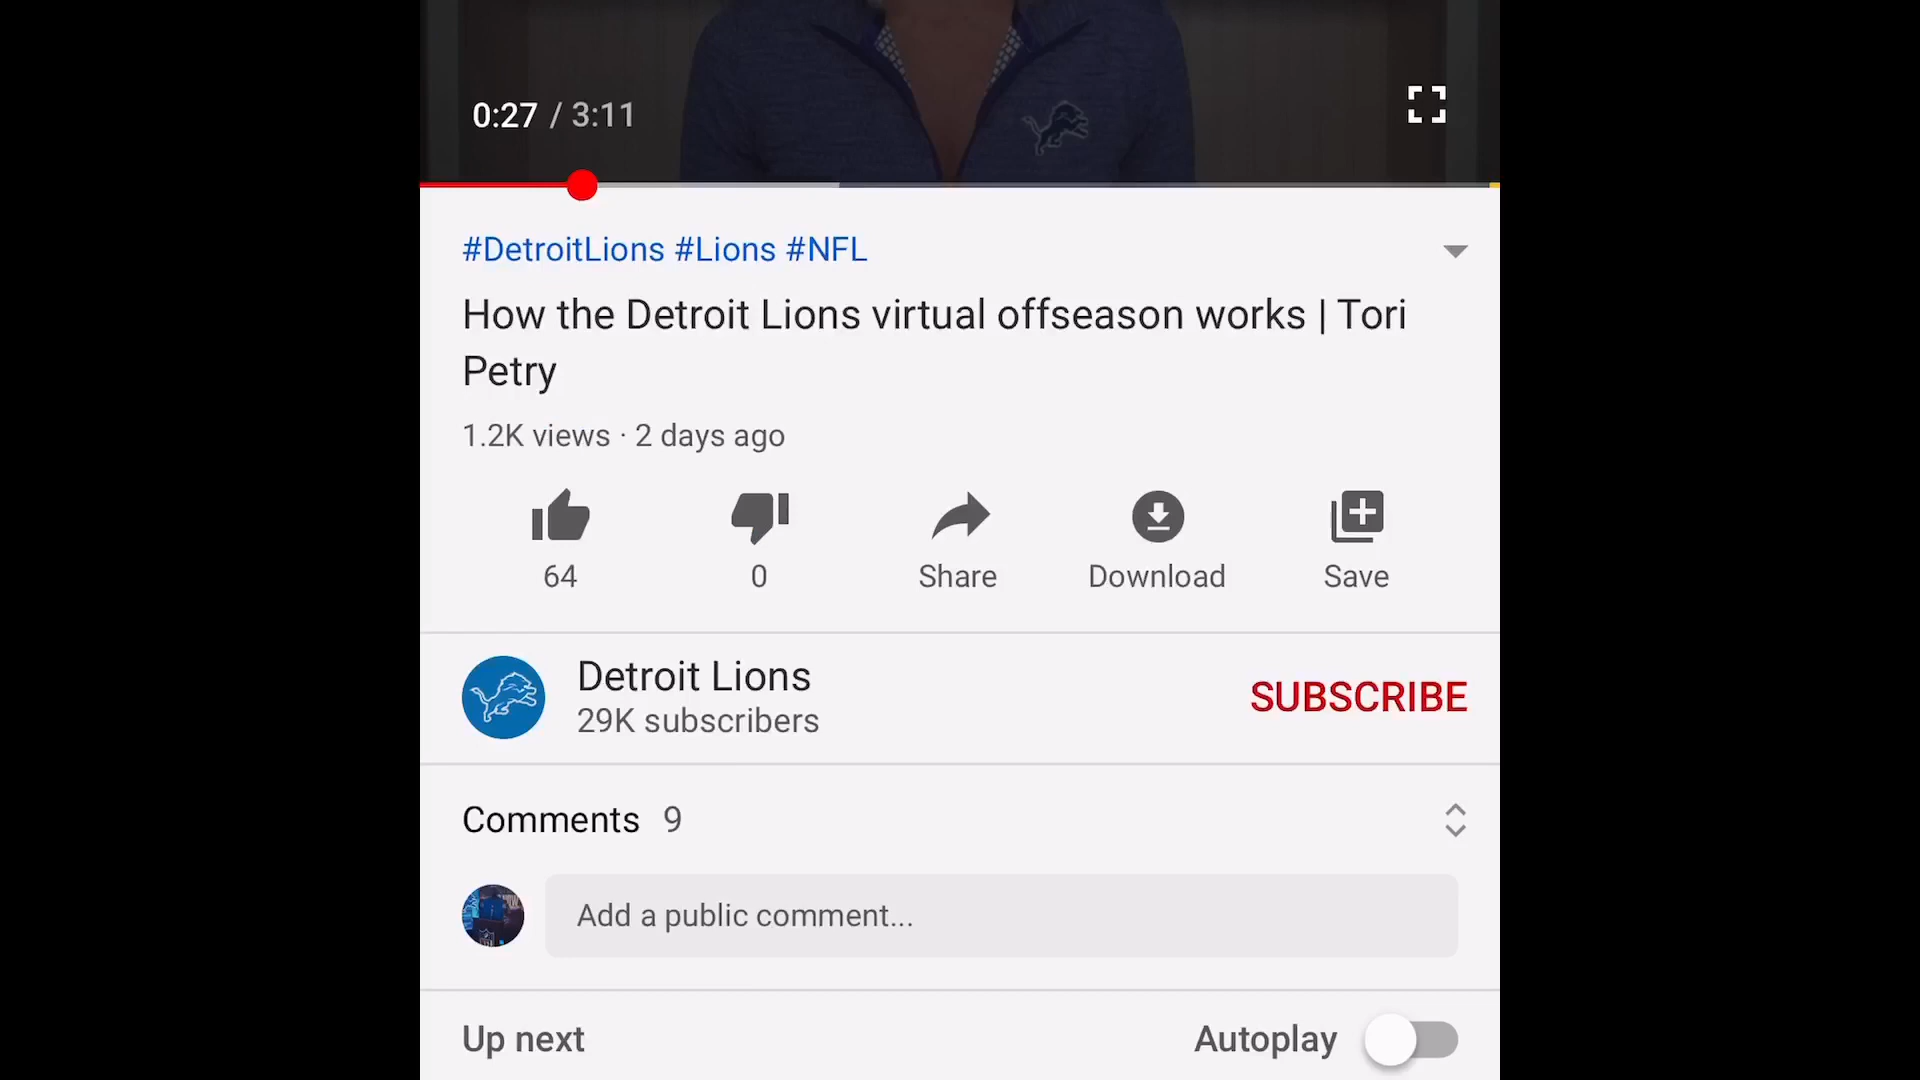 0:27 / 3:11
#DetroitLions #Lions #NFL
How the Detroit Lions virtual offseason works | Tori
Petry
1.2K views · 2 days ago
64
0
Share
Download
Save
Detroit Lions
29K subscribers
SUBSCRIBE
Comments 9
Add a public comment...
Up next
Autoplay